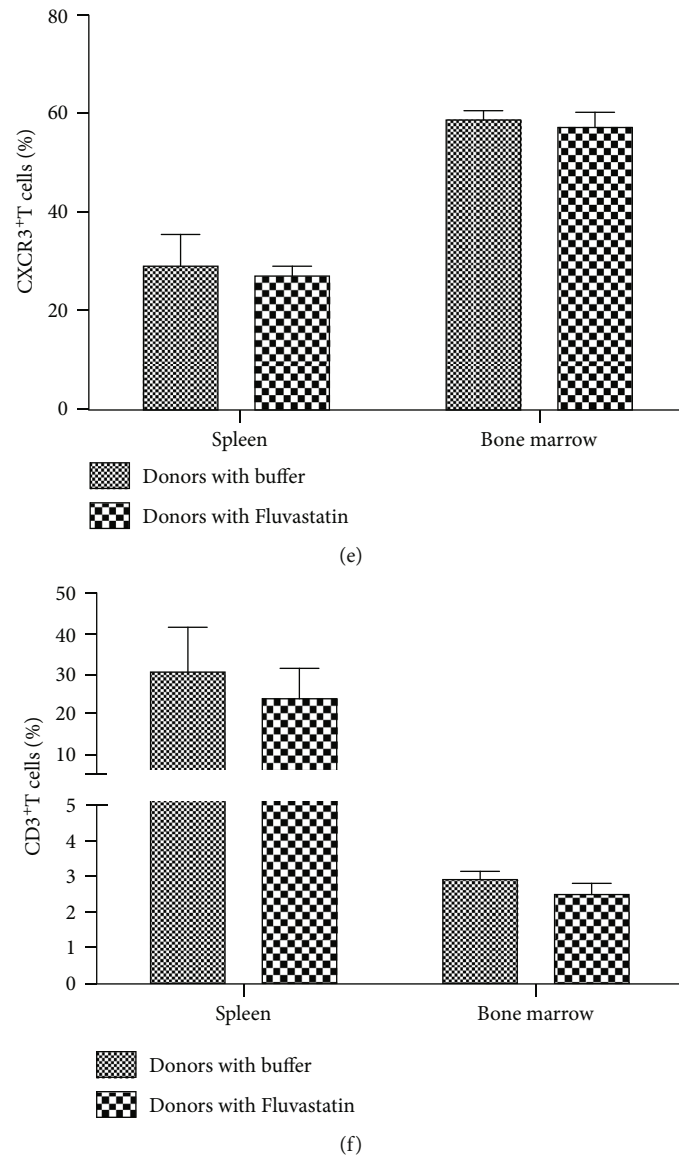 80
60
40
20
0
CXCR3⁺T cells (%)
Spleen
Bone marrow
Donors with buffer
Donors with Fluvastatin
(e)
50
40
30
20
10
5
4
3
2
1
0
CD3⁺T cells (%)
Spleen
Bone marrow
Donors with buffer
Donors with Fluvastatin
(f)